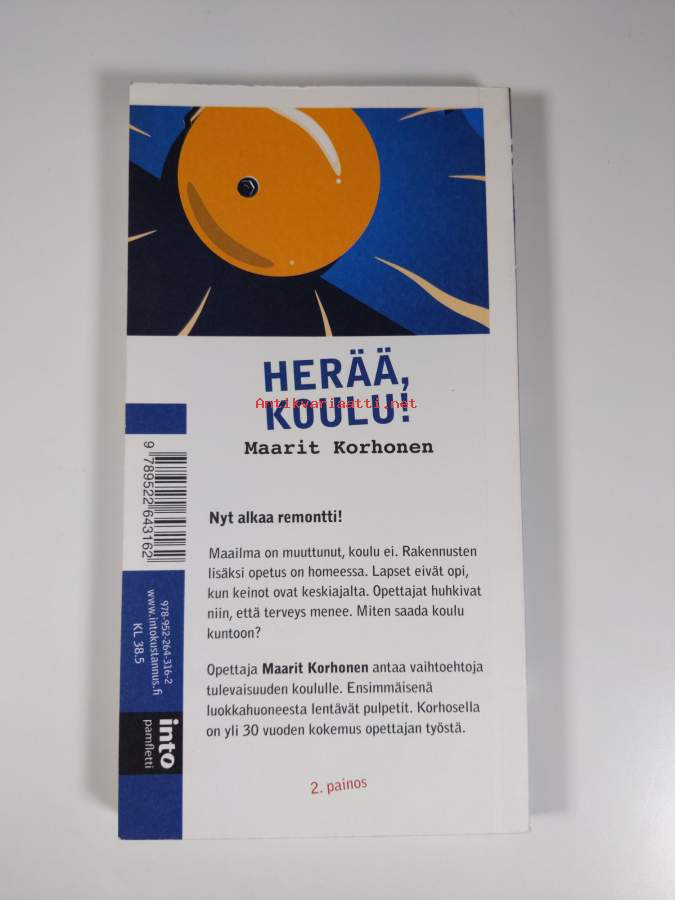 HERÄÄ,
Antikvariaatti.net
KOULU!
Maarit Korhonen
Nyt alkaa remontti!
Maailma on muuttunut, koulu ei. Rakennusten
lisäksi opetus on homeessa. Lapset eivät opi,
kun keinot ovat keskiajalta. Opettajat huhkivat
niin, että terveys menee. Miten saada koulu
kuntoon?
Opettaja Maarit Korhonen antaa vaihtoehtoja
tulevaisuuden koululle. Ensimmäisenä
luokkahuoneesta lentävät pulpetit. Korhosella
on yli 30 vuoden kokemus opettajan työstä.
2. painos
9 789522 643162
978-952-264-316-2
www.intokustannus.fi
KL 38.5
into
pamfletti